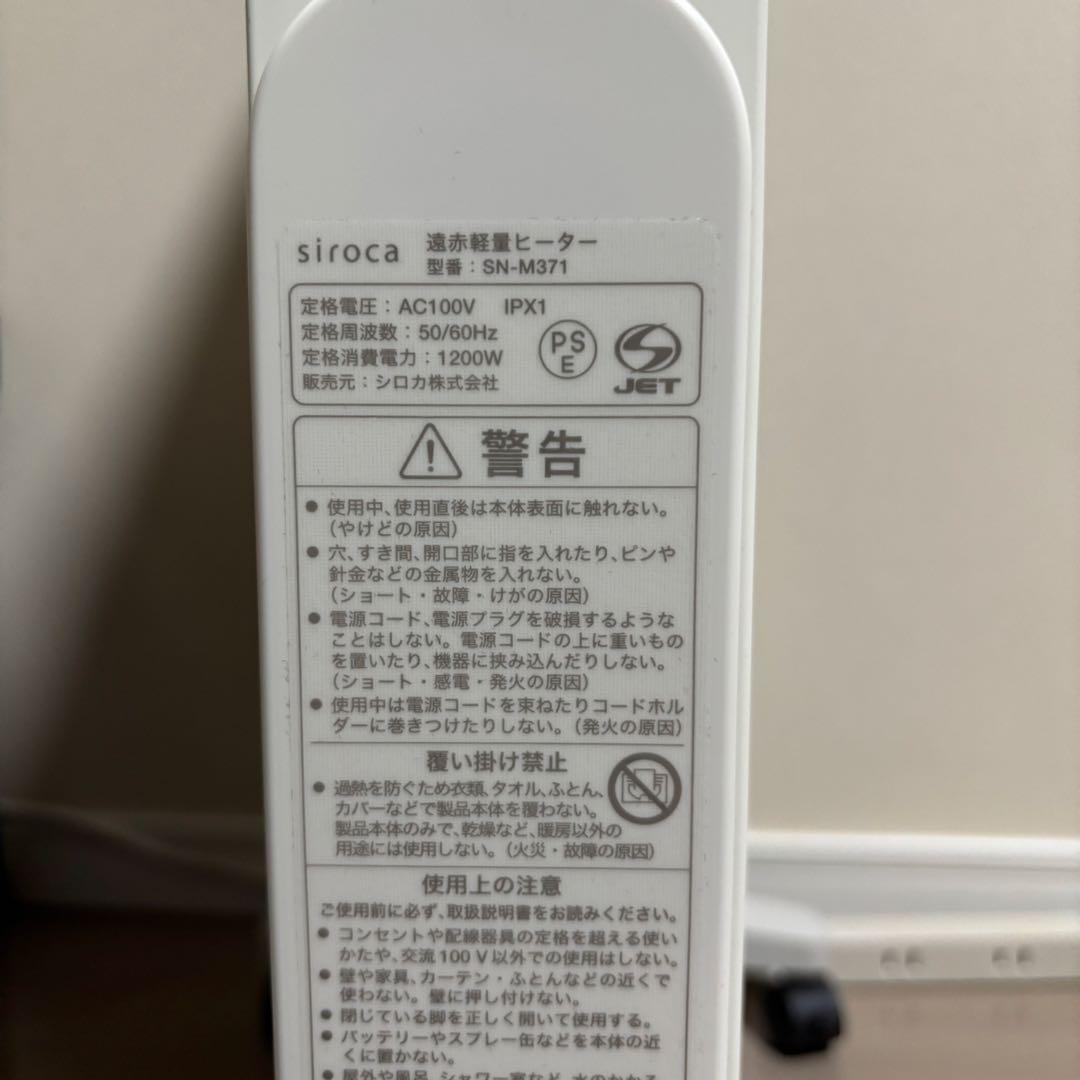 siroca 遠赤軽量ヒーター
型番：SN-M371
定格電圧：AC100V IPX1
定格周波数：50/60Hz
定格消費電力：1200W
販売元：シロカ株式会社
PS
E
JET
警告
● 使用中、使用直後は本体表面に触れない。
（やけどの原因）
● 穴、すき間、開口部に指を入れたり、ピンや
針金などの金属物を入れない。
（ショート・故障・けがの原因）
● 電源コード、電源プラグを破損するような
ことはしない。電源コードの上に重いもの
を置いたり、機器に挟み込んだりしない。
（ショート・感電・発火の原因）
● 使用中は電源コードを束ねたりコードホル
ダーに巻きつけたりしない。（発火の原因）
覆い掛け禁止
● 過熱を防ぐため衣類、タオル、ふとん、
カバーなどで製品本体を覆わない。
製品本体のみで、乾燥など、暖房以外の
用途には使用しない。（火災・故障の原因）
使用上の注意
ご使用前に必ず、取扱説明書をお読みください。
● コンセントや配線器具の定格を超える使い
かたや、交流100V以外での使用はしない。
● 壁や家具、カーテン・ふとんなどの近くで
使わない。壁に押し付けない。
● 閉じている脚を正しく開いて使用する。
● バッテリーやスプレー缶などを本体の近
くに置かない。
● 屋外や風呂、シャワー室など、水のかかる